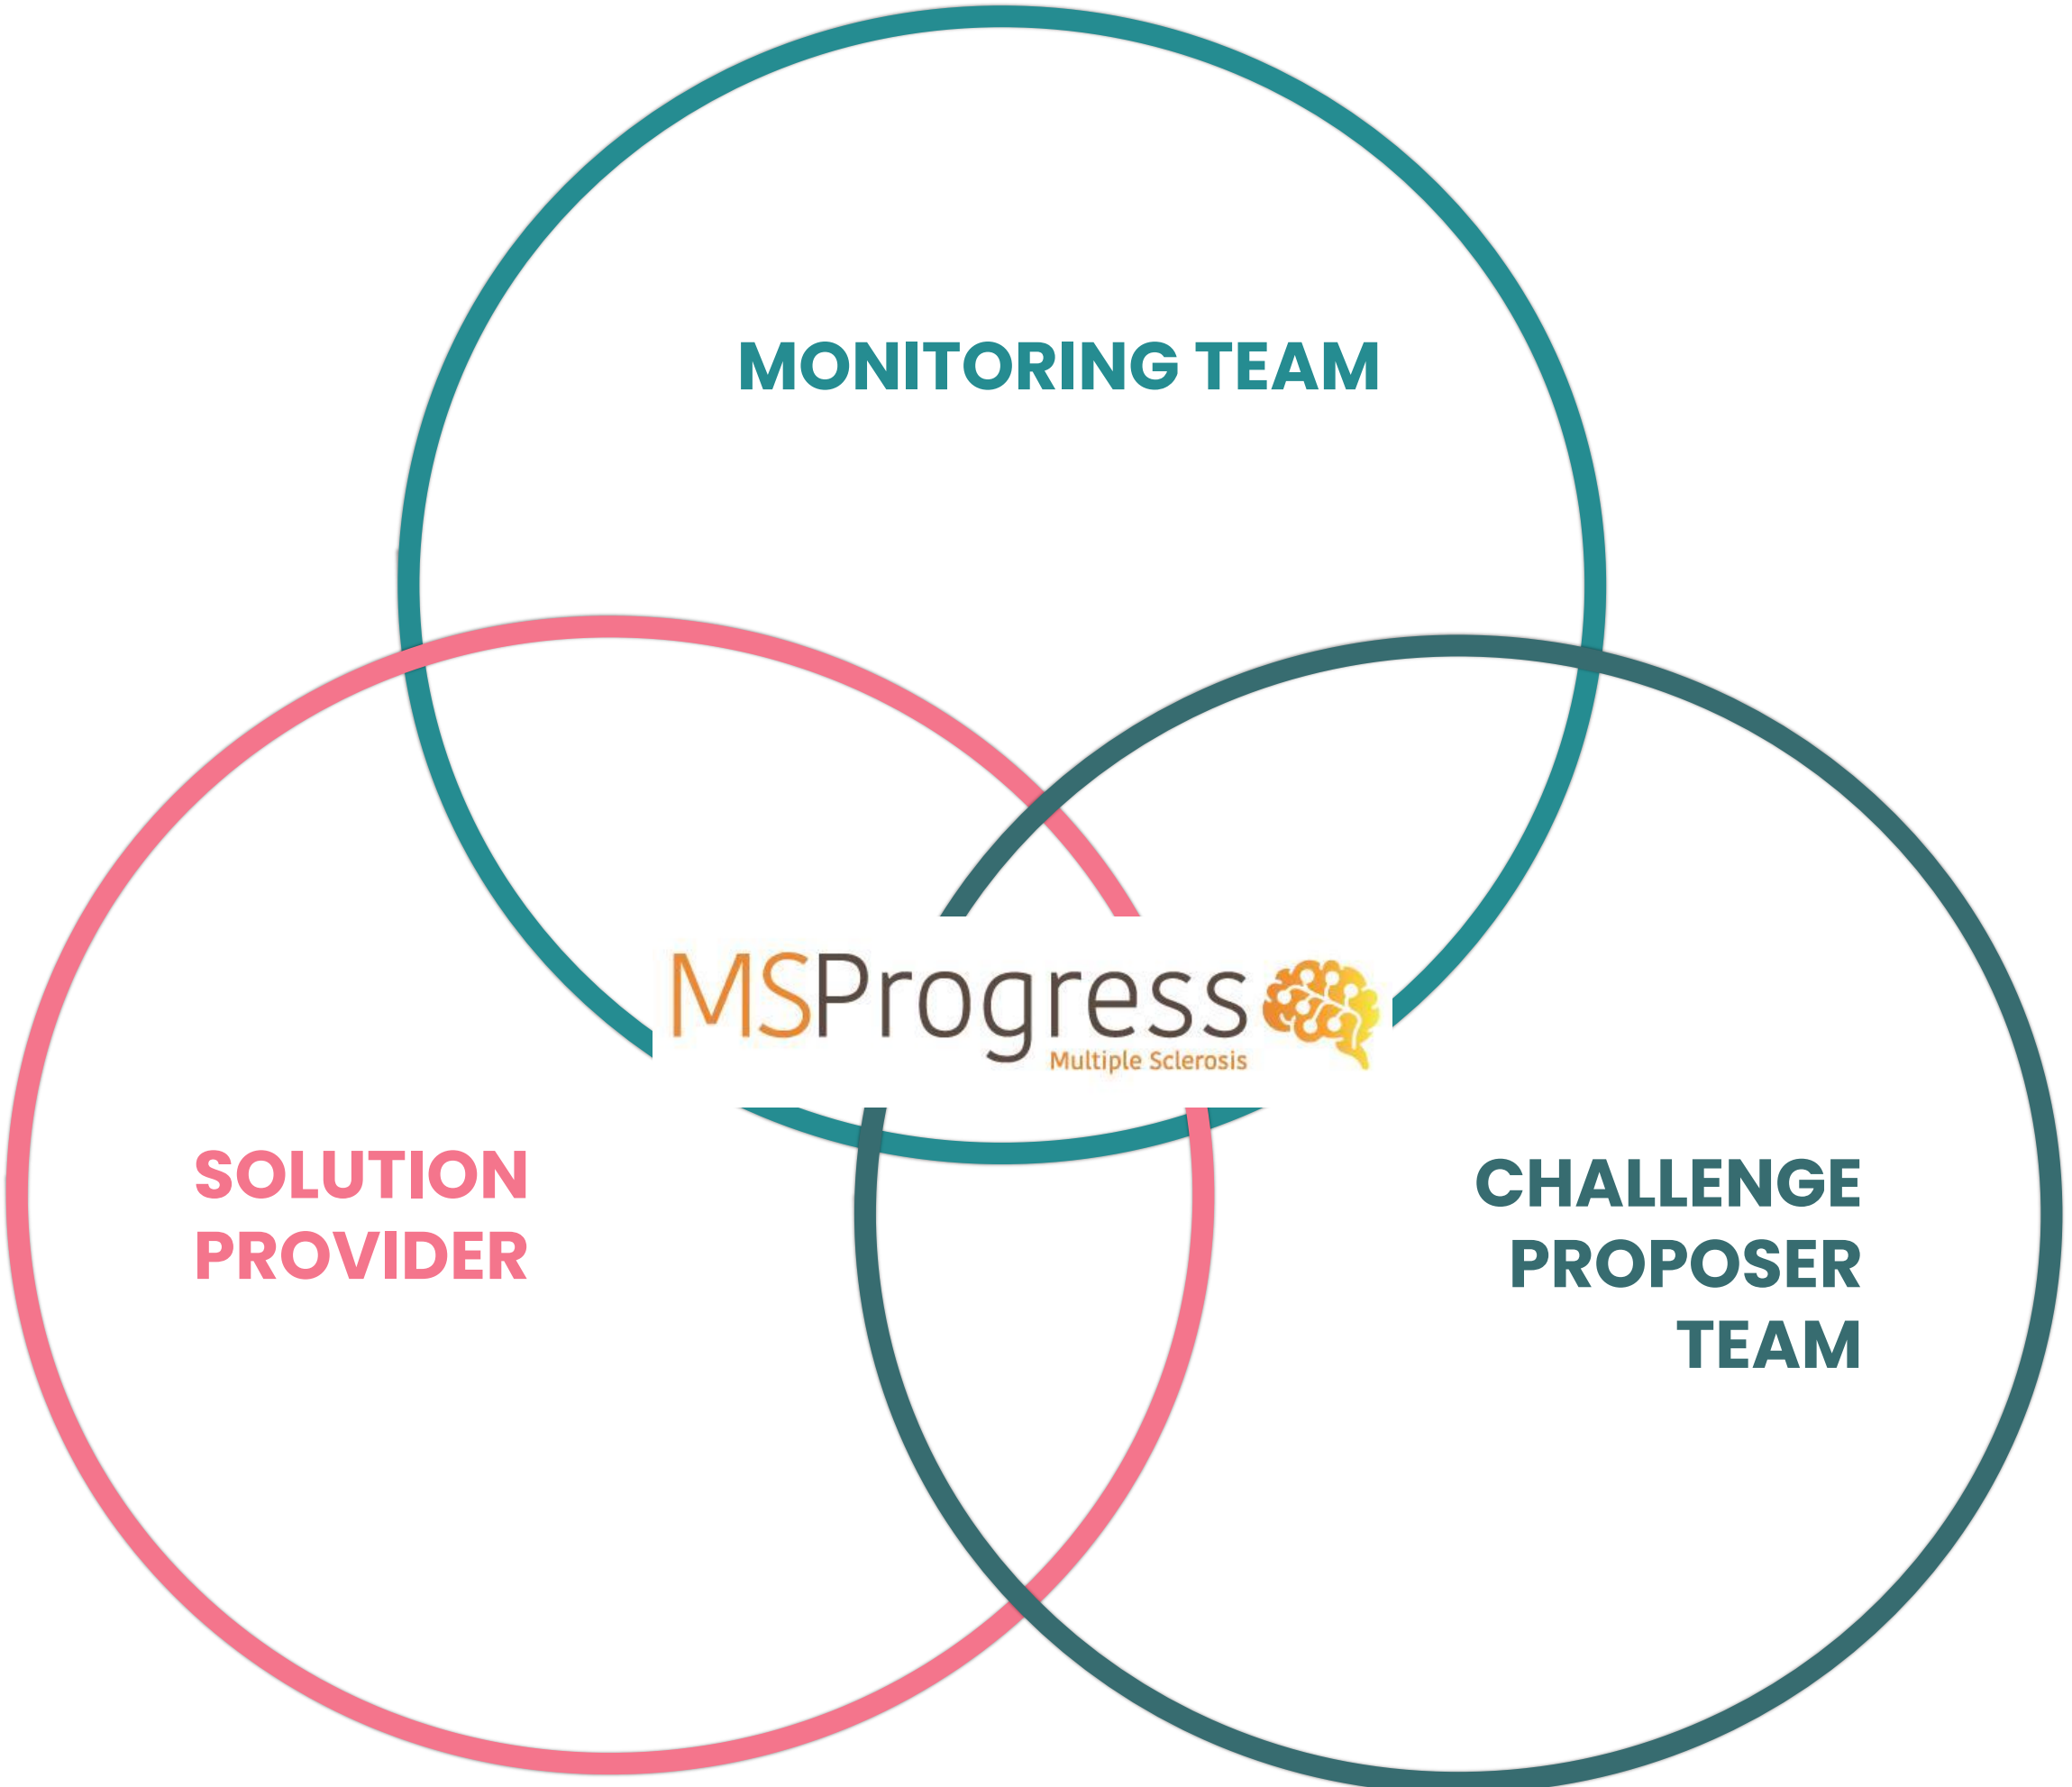 MONITORING TEAM
MSProgress
Multiple Sclerosis
SOLUTION
PROVIDER
CHALLENGE
PROPOSER
TEAM